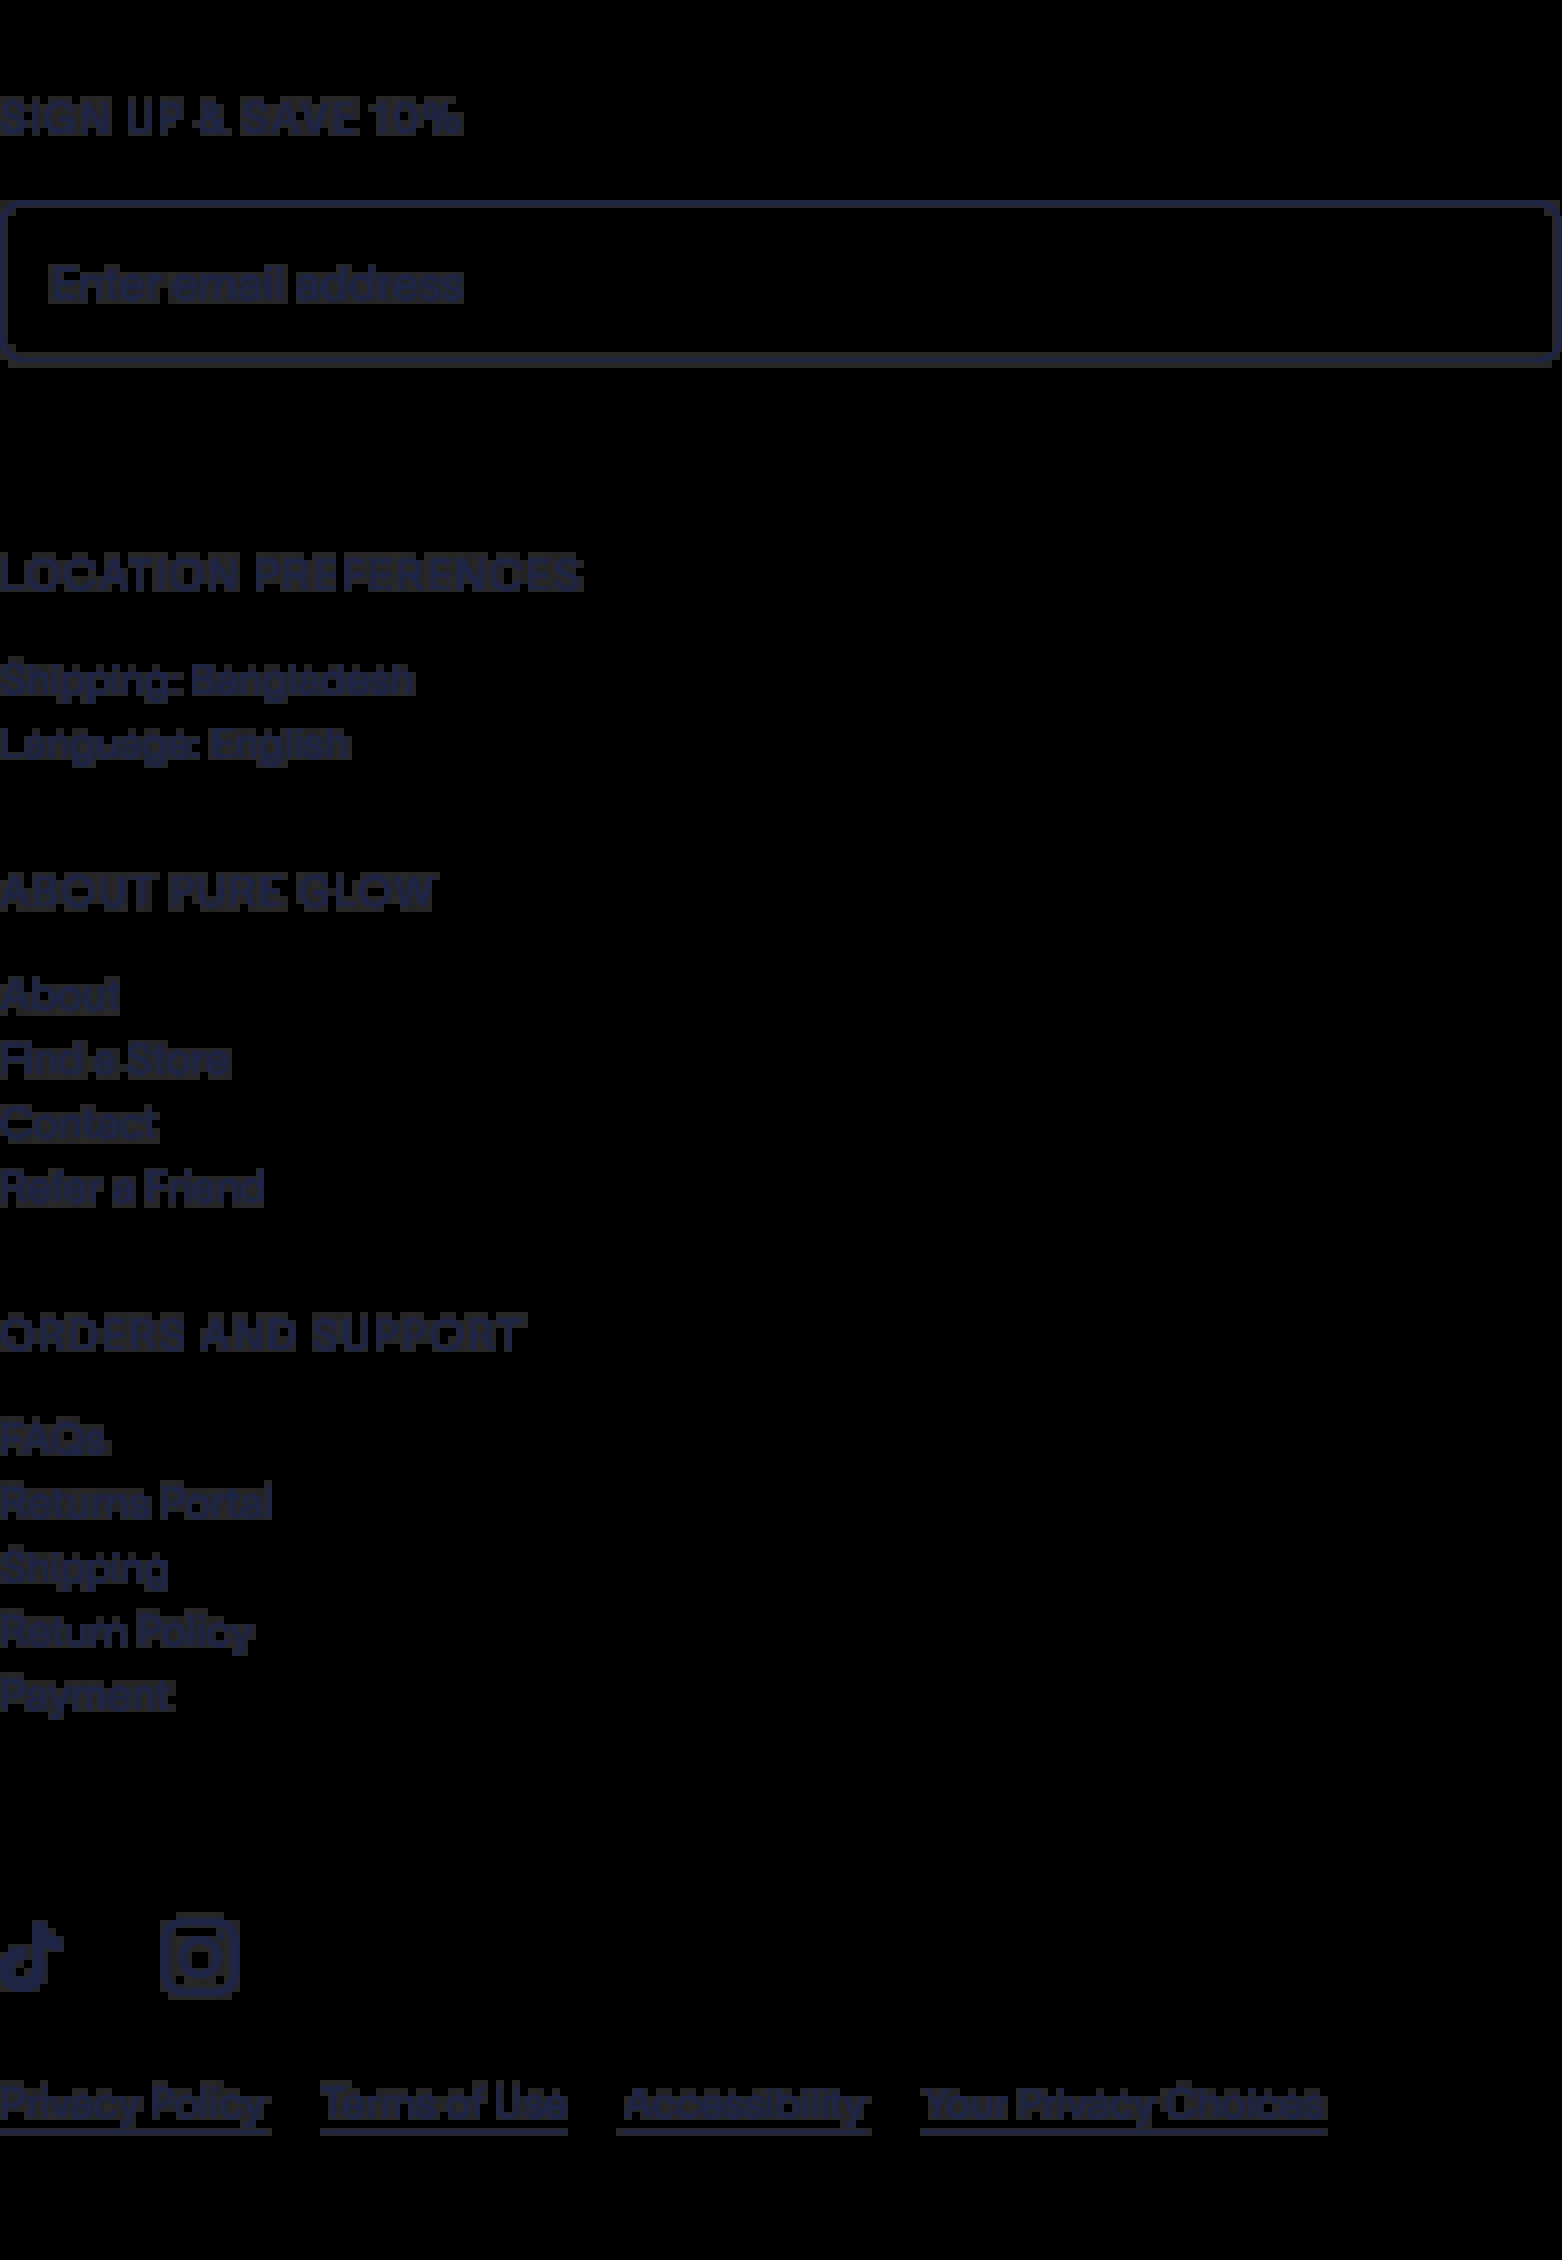 SIGN UP & SAVE 10%
Enter email address
LOCATION PREFERENCES
Shipping: Bangladesh
Language: English
ABOUT PURE GLOW
About
Find a Store
Contact
Refer a Friend
ORDERS AND SUPPORT
FAQs
Returns Portal
Shipping
Return Policy
Payment
Privacy Policy Terms of Use Accessibility Your Privacy Choices